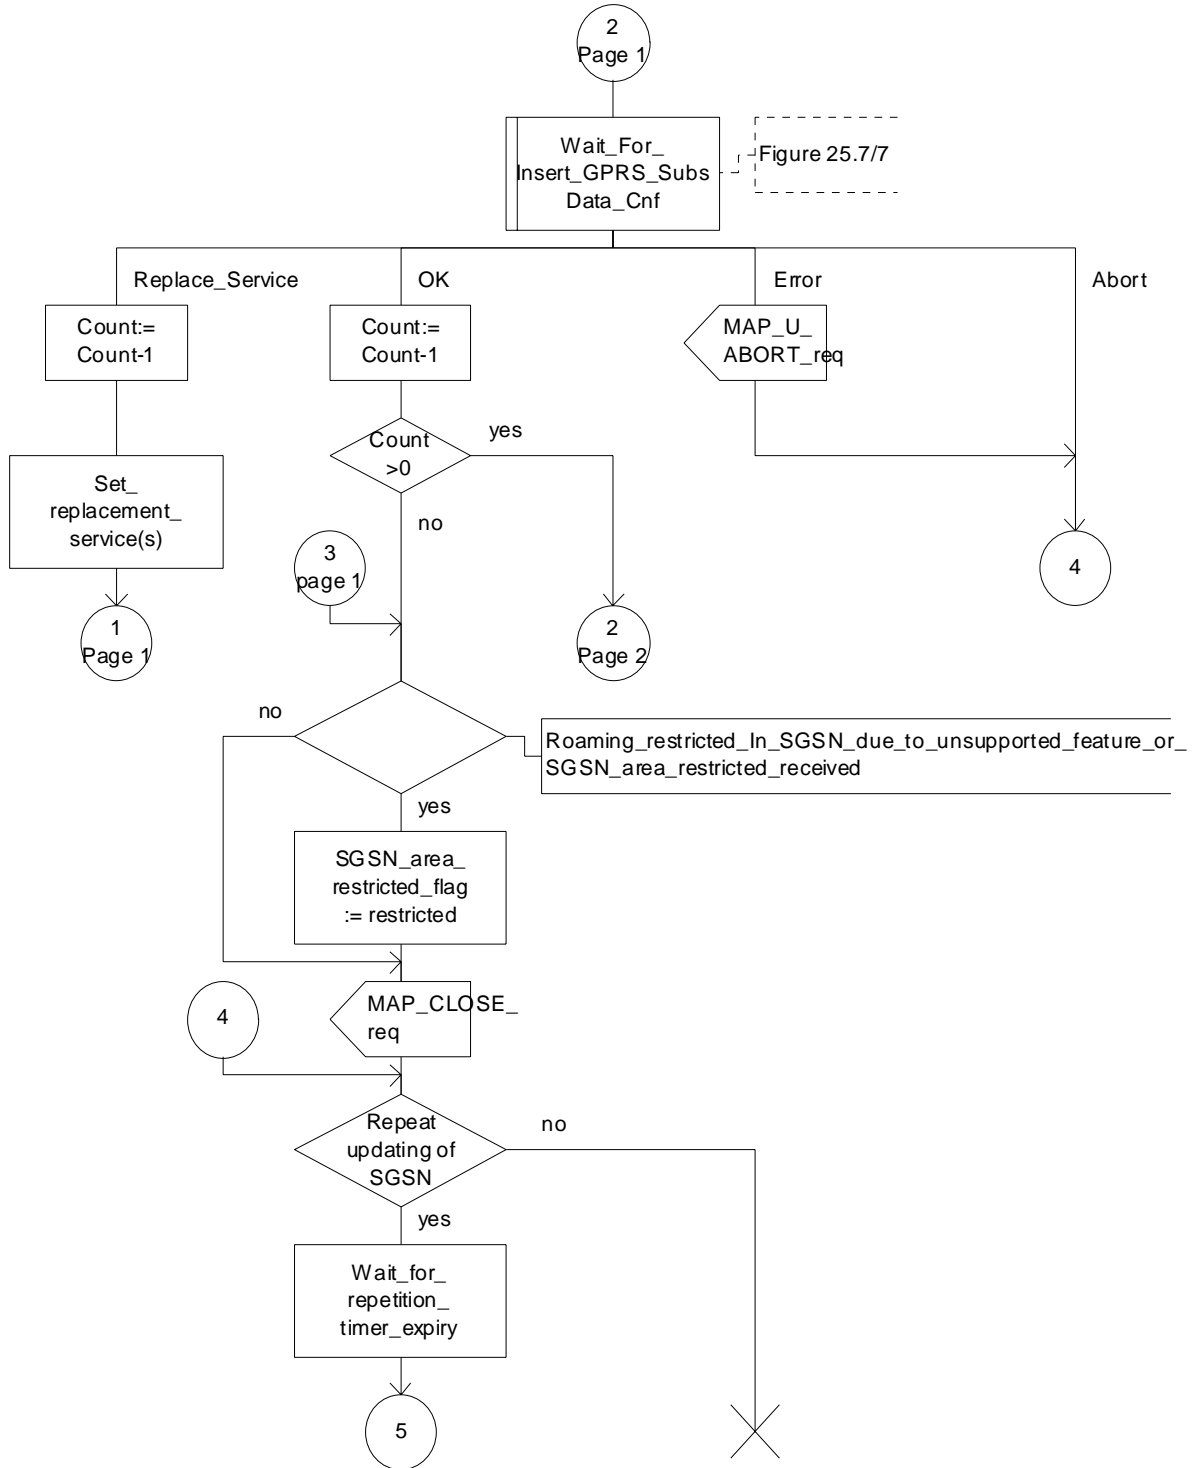 2
Page 1
Wait_For_
Insert_GPRS_Subs
Data_Cnf
Figure 25.7/7
Replace_Service
OK
Error
Abort
Count:=
Count-1
Count:=
Count-1
MAP_U_
ABORT_req
Count
>0
yes
no
Set_
replacement_
service(s)
3
page 1
4
1
Page 1
2
Page 2
no
Roaming_restricted_In_SGSN_due_to_unsupported_feature_or_
SGSN_area_restricted_received
yes
SGSN_area_
restricted_flag
:= restricted
4
MAP_CLOSE_
req
Repeat
updating of
SGSN
no
yes
Wait_for_
repetition_
timer_expiry
5